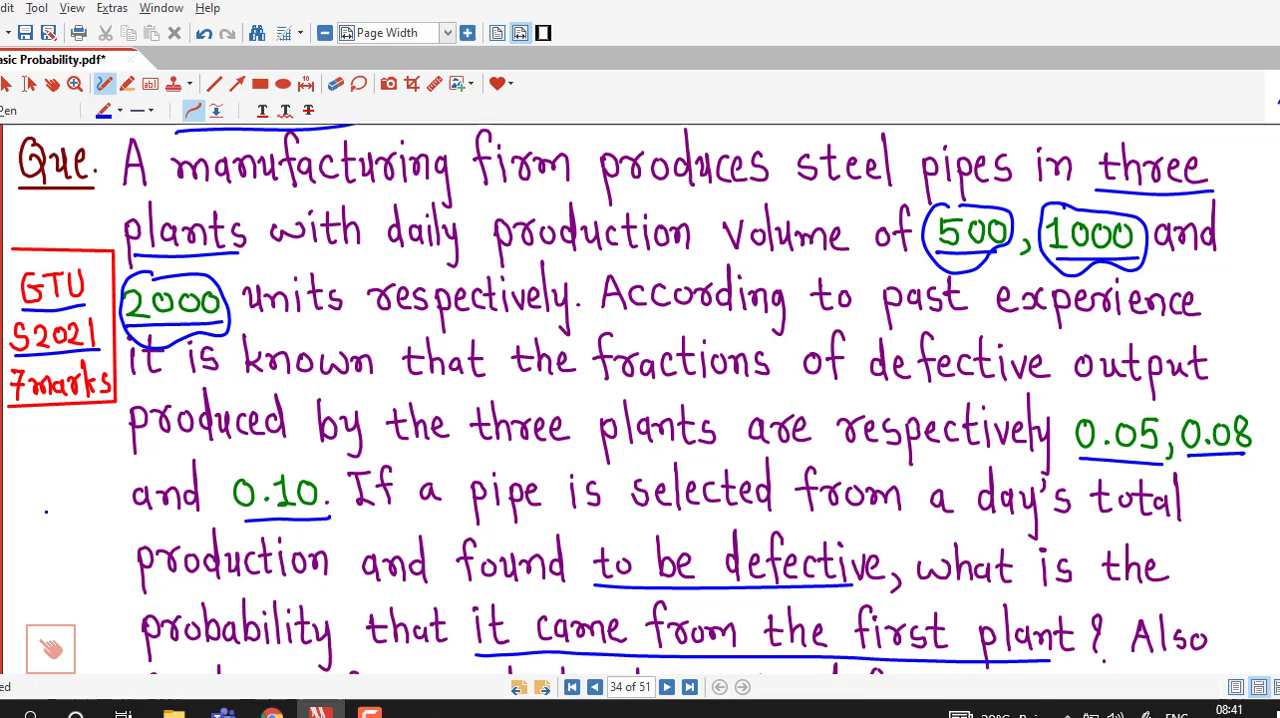 dit Tool View Extras Window Help
Page Width
asic Probability.pdf*
Pen
Que. A manufacturing firm produces steel pipes in three
plants with daily production volume of 500, 1000 and
2000 units respectively. According to past experience
it is known that the fractions of defective output
produced by the three plants are respectively 0.05, 0.08
and 0.10. If a pipe is selected from a day's total
production and found to be defective, what is the
probability that it came from the first plant? Also
GTU
S2021
7marks
34 of 51
ENG
08:41